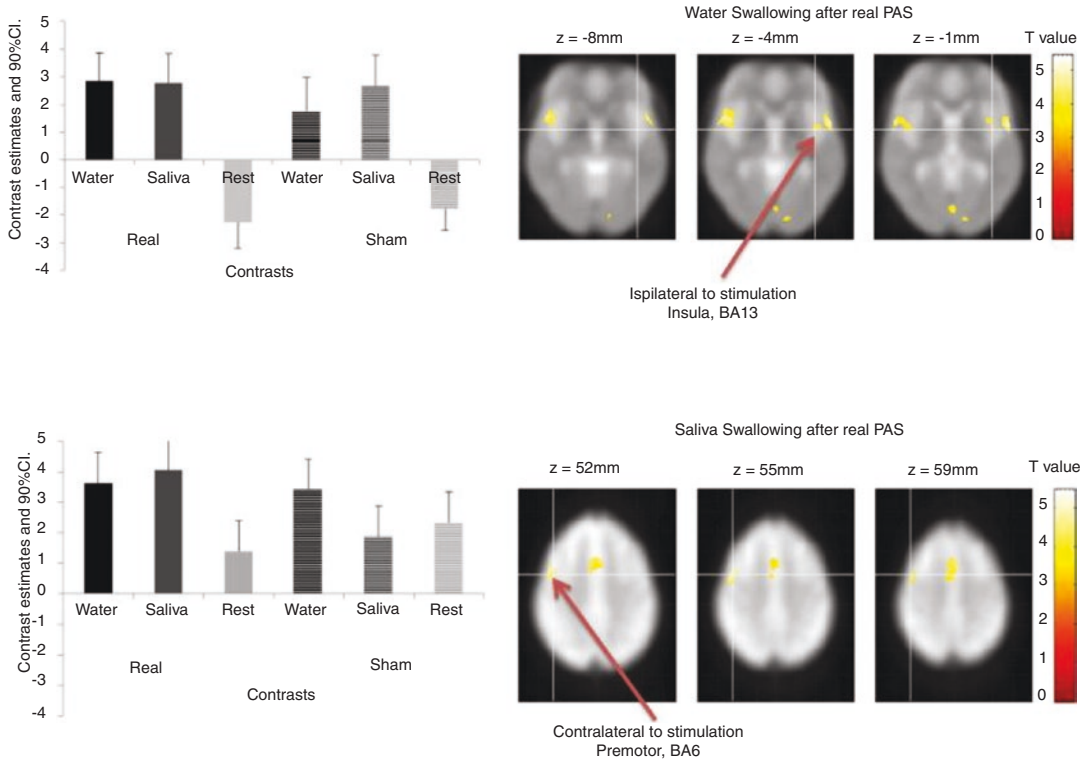 Contrast estimates and 90%CI.
5
4
3
2
1
0
-1
-2
-3
-4
Water Saliva Rest Water Saliva Rest
Real Sham
Contrasts
Water Swallowing after real PAS
z = -8mm z = -4mm z = -1mm T value
5
4
3
2
1
0
Ispilateral to stimulation
Insula, BA13
Contrast estimates and 90%CI.
5
4
3
2
1
0
-1
-2
-3
-4
Water Saliva Rest Water Saliva Rest
Real Sham
Contrasts
Saliva Swallowing after real PAS
z = 52mm z = 55mm z = 59mm T value
5
4
3
2
1
0
Contralateral to stimulation
Premotor, BA6